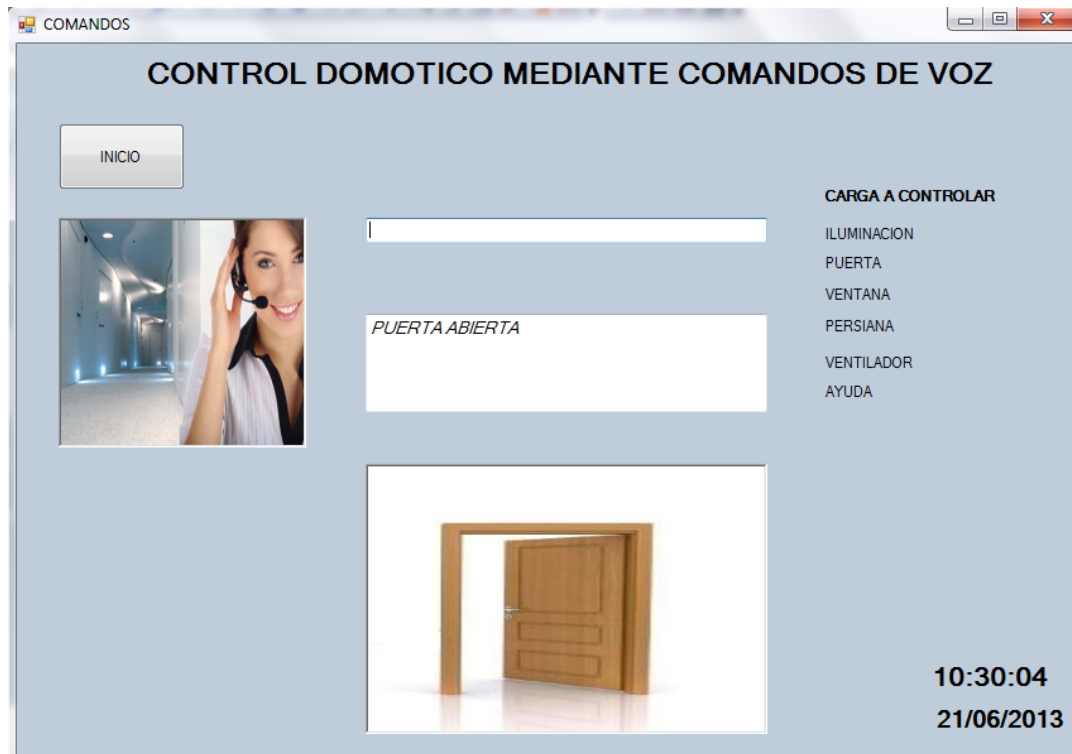 COMANDOS
CONTROL DOMOTICO MEDIANTE COMANDOS DE VOZ
INICIO
CARGA A CONTROLAR
ILUMINACION
PUERTA
VENTANA
PERSIANA
VENTILADOR
AYUDA
PUERTA ABIERTA
10:30:04
21/06/2013